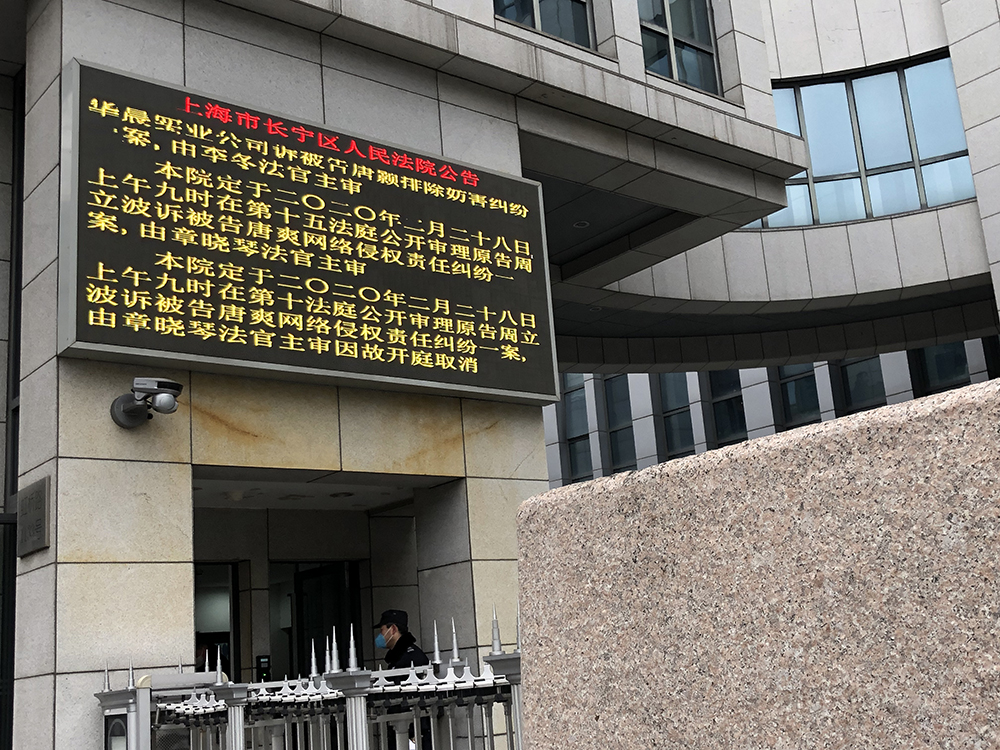 上海市长宁区人民法院公告
华晨实业公司诉被告唐颢排除妨害纠纷
案，由李冬法官主审
本院定于二〇二〇年二月二十八日
上午九时在第十五法庭公开审理原告周
立波诉被告唐爽网络侵权责任纠纷一
案，由章晓琴法官主审
本院定于二〇二〇年二月二十八日
上午九时在第十法庭公开审理原告周立
波诉被告唐爽网络侵权责任纠纷一案，
由章晓琴法官主审因故开庭取消